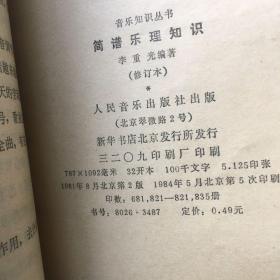 音乐知识丛书
简谱乐理知识
李重光编著
(修订本)
*
人民音乐出版社出版
(北京翠微路2号)
新华书店北京发行所发行
三二〇九印刷厂印刷
787×1092毫米 32开本 100千文字 5.125印张
1981年8月北京第2版 1984年5月北京第5次印刷
印数：681,821—821,835册
书号：8026·3487 定价：0.49元